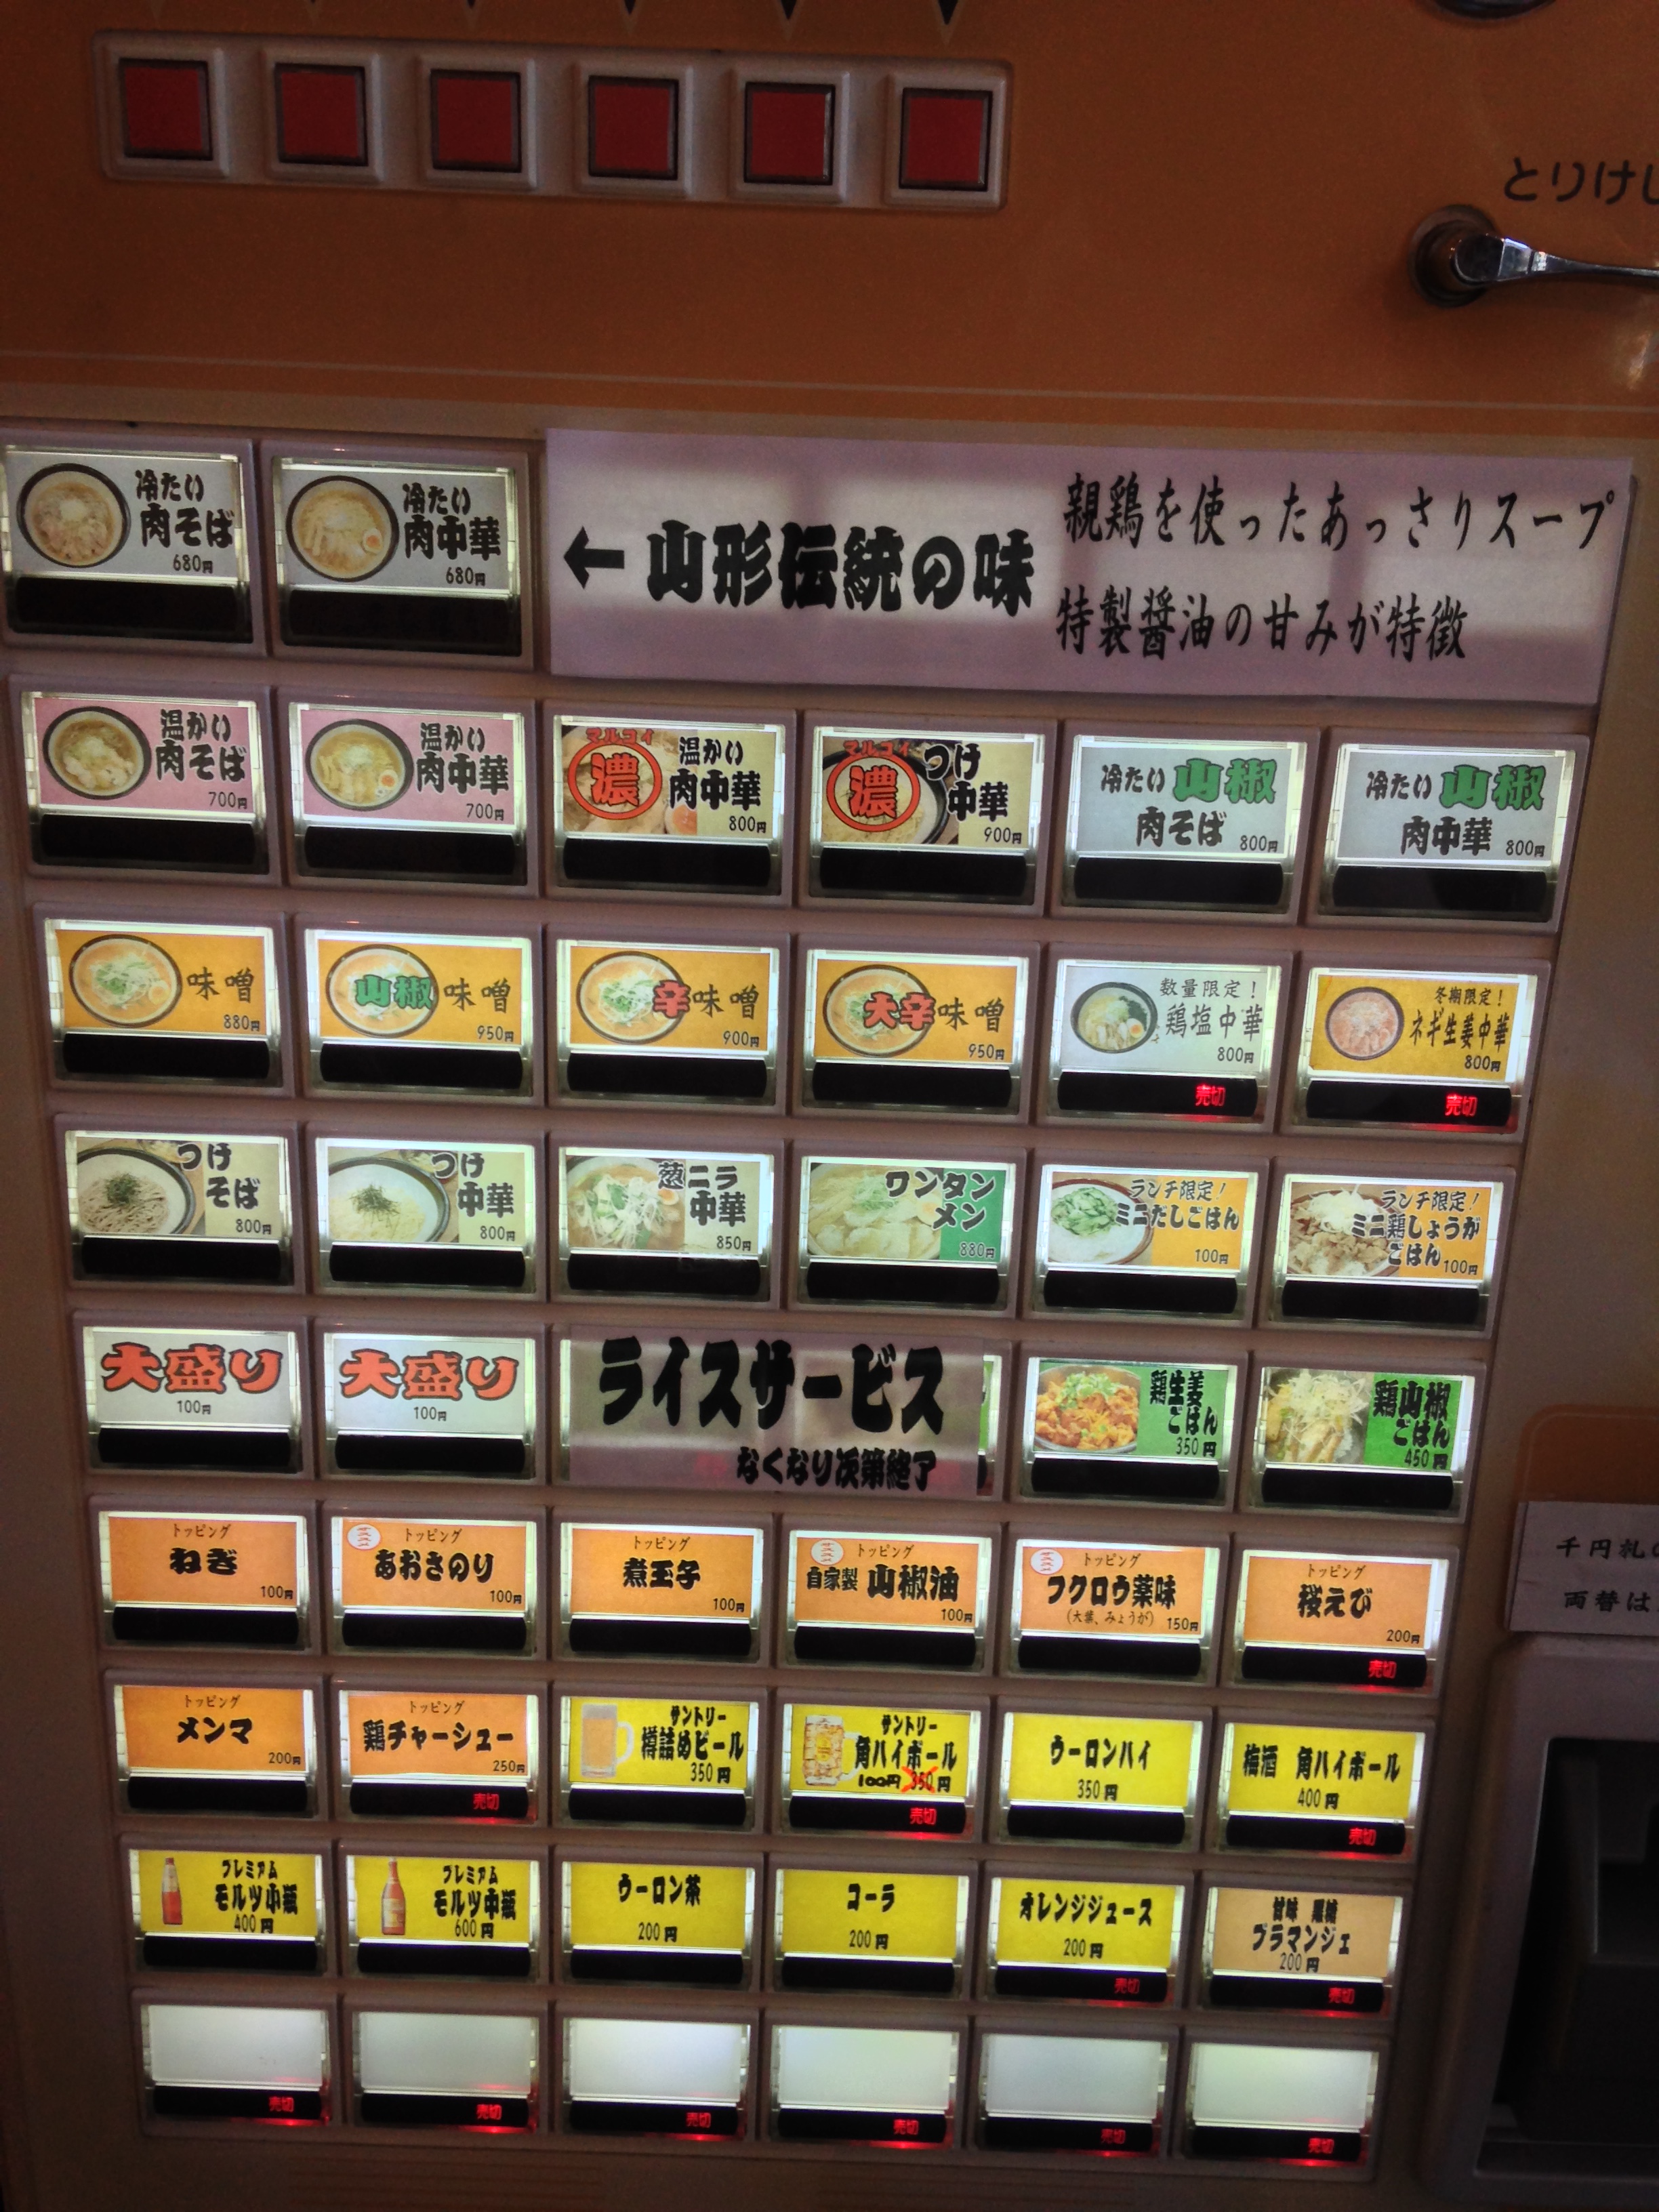 とりけし
冷たい
肉そば
680円
冷たい
肉中華
680円
←山形伝統の味
親鶏を使ったあっさりスープ
特製醤油の甘みが特徴
温かい
肉そば
700円
温かい
肉中華
700円
マルコイ
濃
温かい
肉中華
800円
マルコイ
濃
つけ
中華
900円
冷たい 山椒
肉そば 800円
冷たい 山椒
肉中華 800円
味噌
880円
山椒味噌
950円
辛味噌
900円
大辛味噌
950円
数量限定!
鶏塩中華
800円
売切
冬期限定!
ネギ生姜中華
800円
売切
つけ
そば
800円
つけ
中華
800円
葱ニラ
中華
850円
ワンタン
メン
880円
ランチ限定!
ミニだしごはん
100円
ランチ限定!
ミニ鶏しょうが
ごはん 100円
大盛り
100円
大盛り
100円
ライスサービス
なくなり次第終了
鶏生姜
ごはん
350円
鶏山椒
ごはん
450円
トッピング
ねぎ
100円
トッピング
あおさのり
100円
トッピング
煮玉子
100円
トッピング
自家製 山椒油
100円
トッピング
フクロウ薬味
(大葉、みょうが) 150円
トッピング
桜えび
200円
売切
トッピング
メンマ
200円
トッピング
鶏チャーシュー
250円
売切
サントリー
樽詰めビール
350円
サントリー
角ハイボール
100円 350円
売切
ウーロンハイ
350円
梅酒 角ハイボール
400円
売切
プレミアム
モルツ小瓶
400円
プレミアム
モルツ中瓶
600円
ウーロン茶
200円
コーラ
200円
オレンジジュース
200円
売切
甘味 黒糖
ブラマンジェ
200円
売切
売切
売切
売切
売切
売切
売切
千円札の
両替は